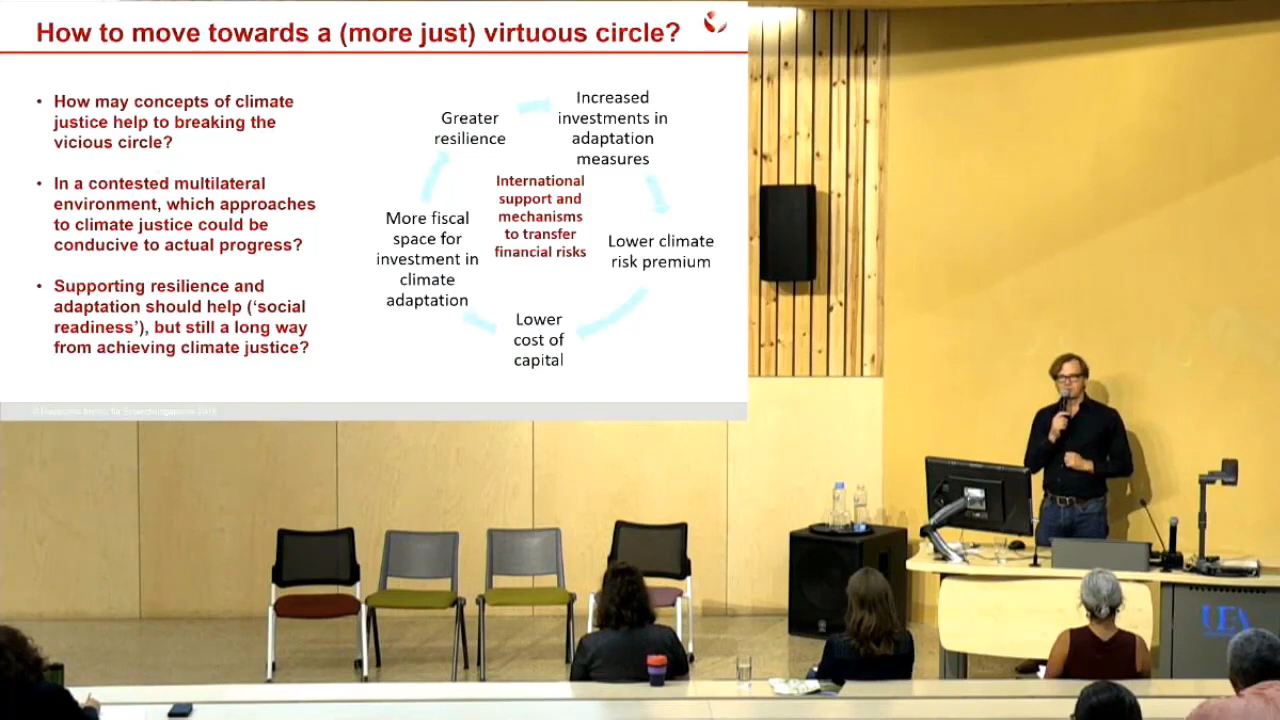 How to move towards a (more just) virtuous circle?
• How may concepts of climate
justice help to breaking the
vicious circle?
• In a contested multilateral
environment, which approaches
to climate justice could be
conducive to actual progress?
• Supporting resilience and
adaptation should help (‘social
readiness’), but still a long way
from achieving climate justice?
Greater
resilience
Increased
investments in
adaptation
measures
Lower climate
risk premium
Lower
cost of
capital
More fiscal
space for
investment in
climate
adaptation
International
support and
mechanisms
to transfer
financial risks
UEA